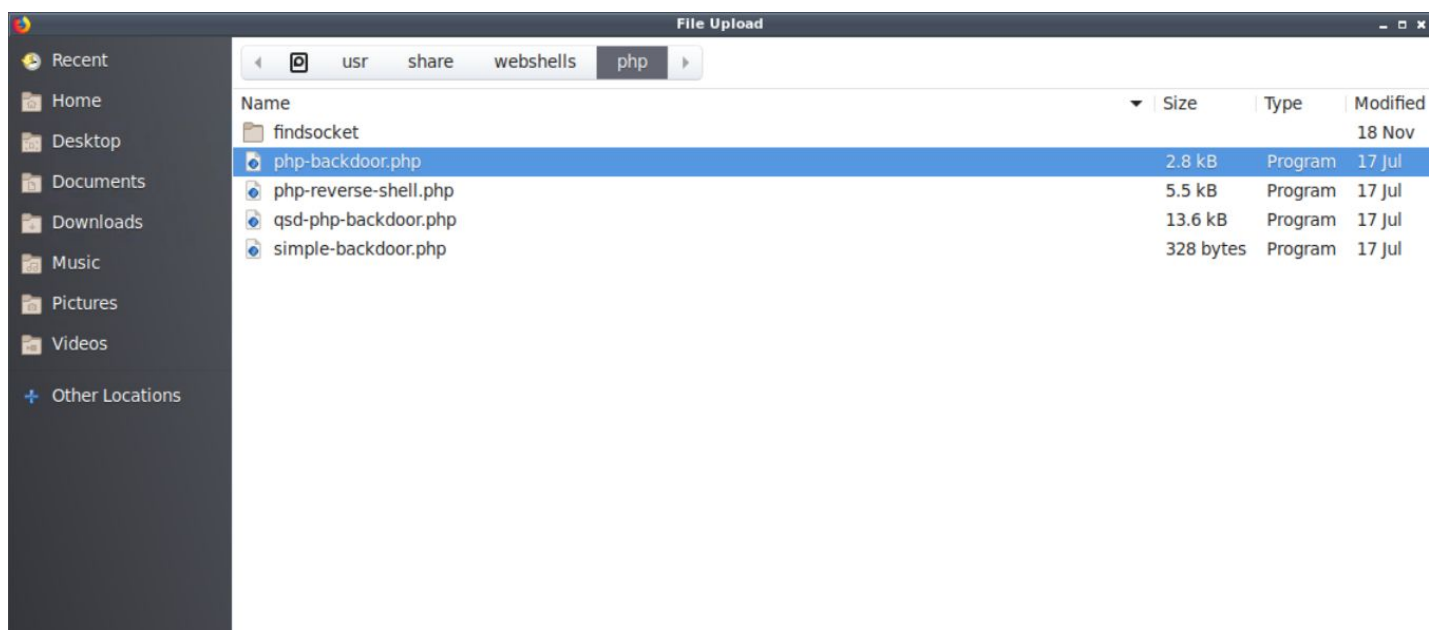 File Upload
Recent
Home
Desktop
Documents
Downloads
Music
Pictures
Videos
Other Locations
usr share webshells php
Name Size Type Modified
findsocket 18 Nov
php-backdoor.php 2.8 kB Program 17 Jul
php-reverse-shell.php 5.5 kB Program 17 Jul
qsd-php-backdoor.php 13.6 kB Program 17 Jul
simple-backdoor.php 328 bytes Program 17 Jul